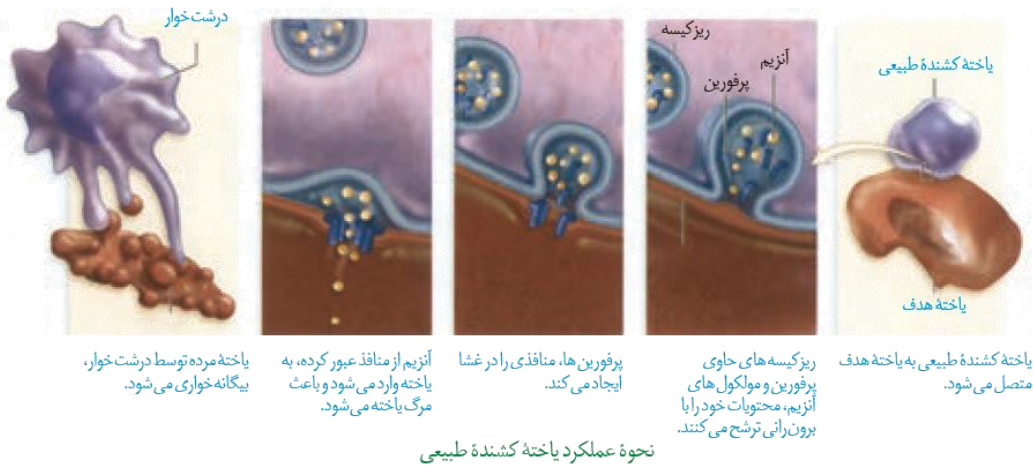 درشت‌خوار
ریزکیسه
آنزیم
پرفورین
یاختهٔ کشندهٔ طبیعی
یاختهٔ هدف
یاختهٔ کشندهٔ طبیعی به یاختهٔ هدف
متصل می‌شود.
ریزکیسه‌های حاوی
پرفورین و مولکول‌های
آنزیم، محتویات خود را با
برون‌رانی ترشح می‌کنند.
پرفورین‌ها، منافذی را در غشا
ایجاد می‌کند.
آنزیم از منافذ عبور کرده، به
یاخته وارد می‌شود و باعث
مرگ یاخته می‌شود.
یاختهٔ مرده توسط درشت‌خوار،
بیگانه‌خواری می‌شود.
نحوهٔ عملکرد یاختهٔ کشندهٔ طبیعی